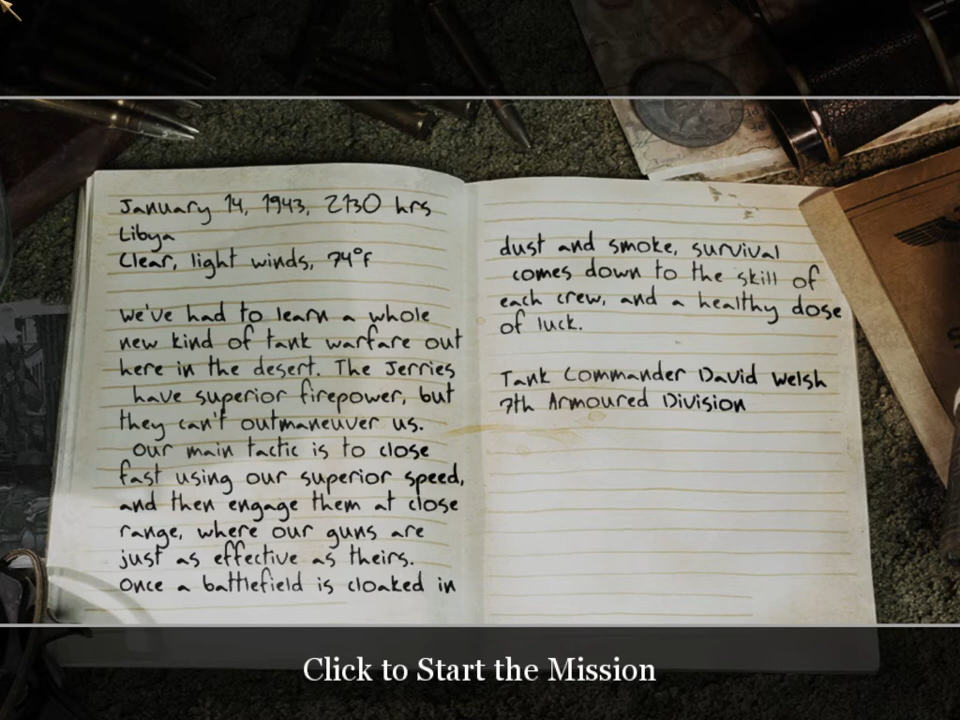 January 14, 1943, 2130 hrs
Libya
Clear, light winds, 74°F
We've had to learn a whole
new kind of tank warfare out
here in the desert. The Jerries
have superior firepower, but
they can't outmaneuver us.
Our main tactic is to close
fast using our superior speed,
and then engage them at close
range, where our guns are
just as effective as theirs.
Once a battlefield is cloaked in
dust and smoke, survival
comes down to the skill of
each crew, and a healthy dose
of luck.
Tank Commander David Welsh
7th Armoured Division
Click to Start the Mission